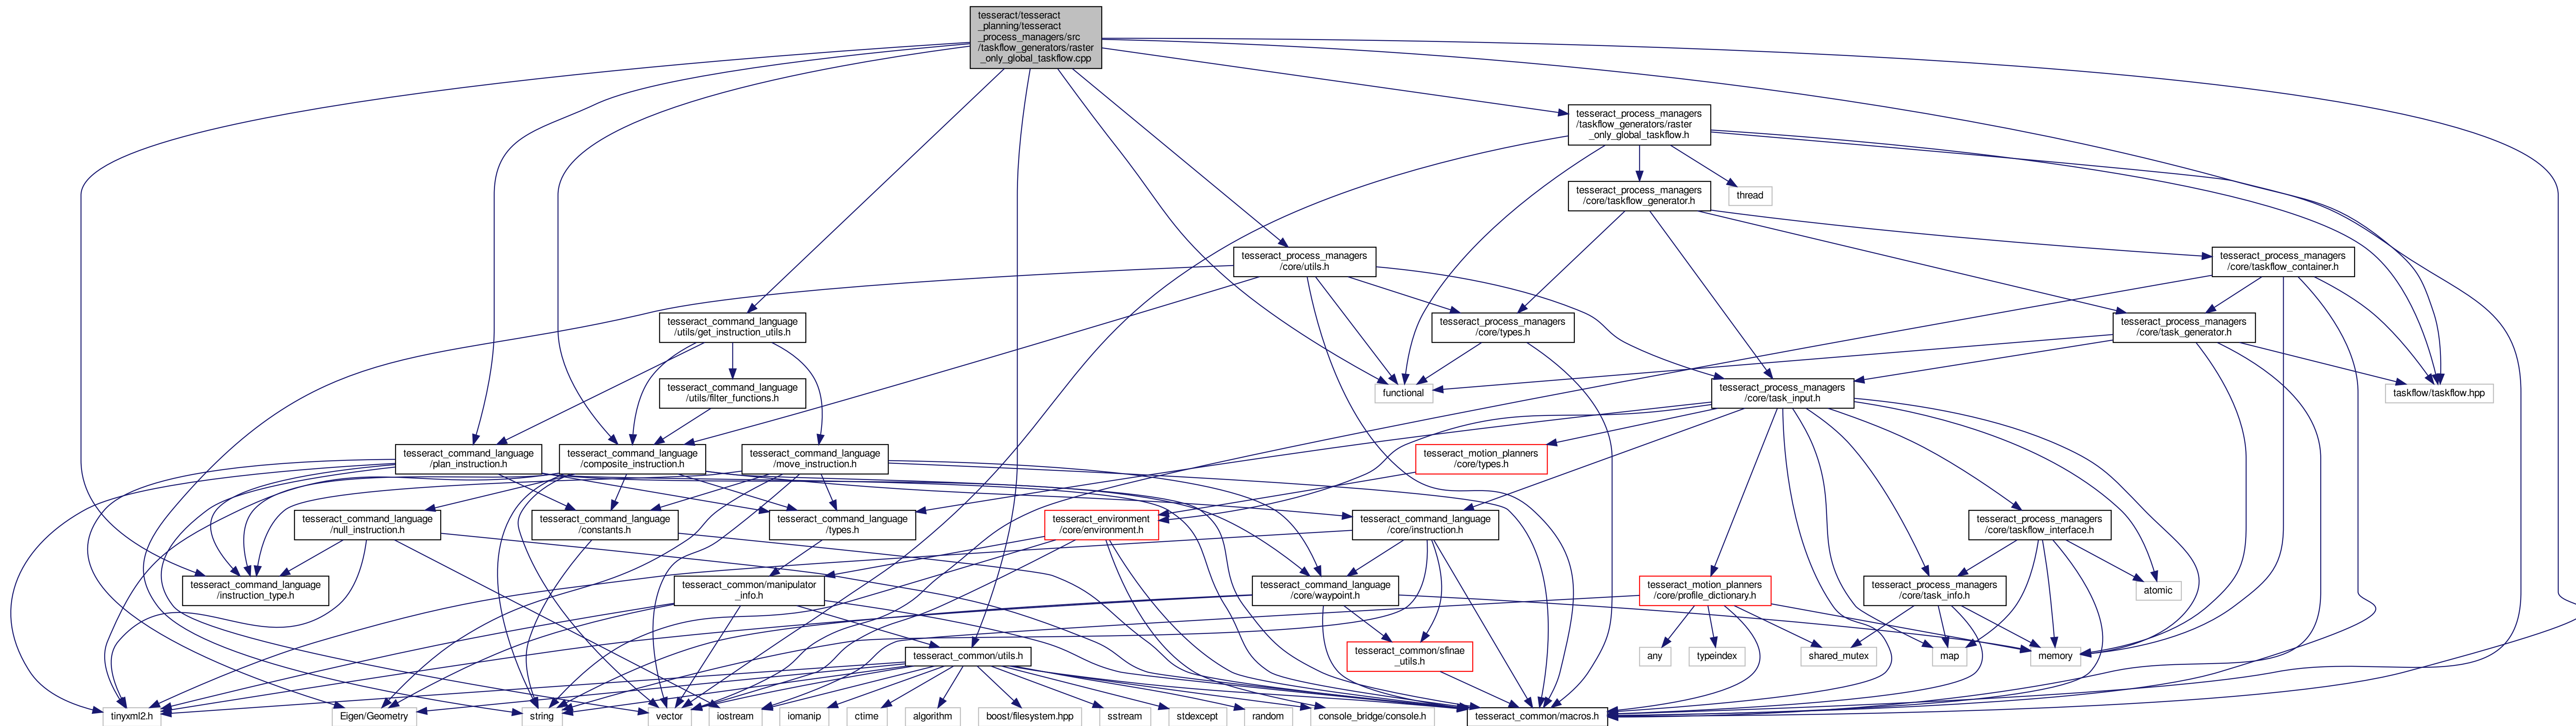 tesseract/tesseract
_planning/tesseract
_process_managers/src
/taskflow_generators/raster
_only_global_taskflow.cpp
tesseract_process_managers
/taskflow_generators/raster
_only_global_taskflow.h
tesseract_process_managers
/core/taskflow_generator.h
thread
tesseract_process_managers
/core/utils.h
tesseract_process_managers
/core/taskflow_container.h
tesseract_command_language
/utils/get_instruction_utils.h
tesseract_process_managers
/core/types.h
tesseract_process_managers
/core/task_generator.h
tesseract_command_language
/utils/filter_functions.h
functional
tesseract_process_managers
/core/task_input.h
taskflow/taskflow.hpp
tesseract_command_language
/plan_instruction.h
tesseract_command_language
/composite_instruction.h
tesseract_command_language
/move_instruction.h
tesseract_motion_planners
/core/types.h
tesseract_command_language
/null_instruction.h
tesseract_command_language
/constants.h
tesseract_command_language
/types.h
tesseract_environment
/core/environment.h
tesseract_command_language
/core/instruction.h
tesseract_process_managers
/core/taskflow_interface.h
tesseract_command_language
/instruction_type.h
tesseract_common/manipulator
_info.h
tesseract_command_language
/core/waypoint.h
tesseract_motion_planners
/core/profile_dictionary.h
tesseract_process_managers
/core/task_info.h
atomic
tesseract_common/utils.h
tesseract_common/sfinae
_utils.h
any
typeindex
shared_mutex
map
memory
tinyxml2.h
Eigen/Geometry
string
vector
iostream
iomanip
ctime
algorithm
boost/filesystem.hpp
sstream
stdexcept
random
console_bridge/console.h
tesseract_common/macros.h